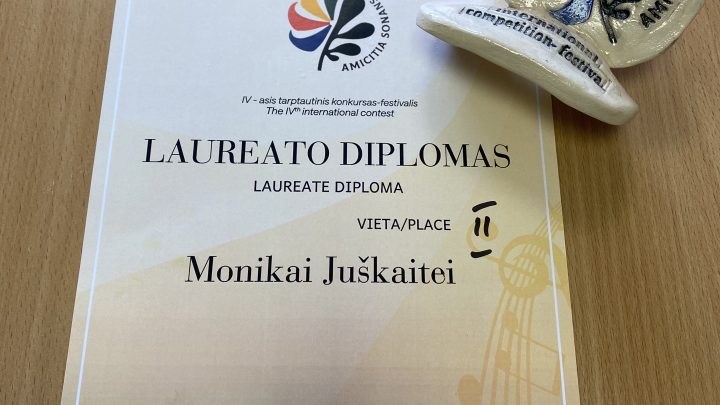 AMICITIA SONANS
IV - asis tarptautinis konkursas-festivalis
The IVth international contest
LAUREATO DIPLOMAS
LAUREATE DIPLOMA
VIETA/PLACE II
Monikai Juškaitei
international
competition- festival